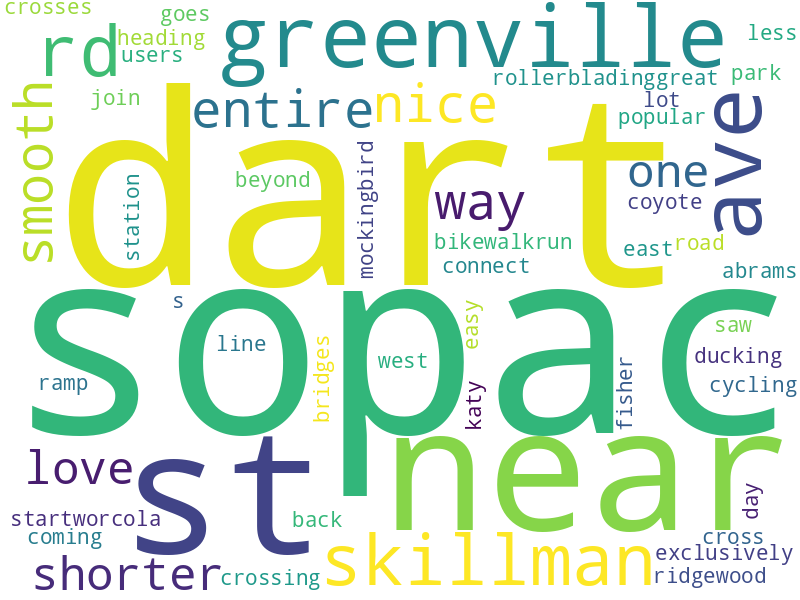 crosses
goes
less
rd
heading
greenville
users
rollerbladinggreat
park
smooth
join
entire
nice
lot
popular
ave
dart
station
beyond
mockingbird
way
one
coyote
bikewalkrun
east
road
connect
abrams
s
sopac
line
bridges
west
easy
saw
ramp
katy
fisher
ducking
cycling
love
st
near
day
startworcola
back
coming
skillman
cross
exclusively
shorter
crossing
ridgewood